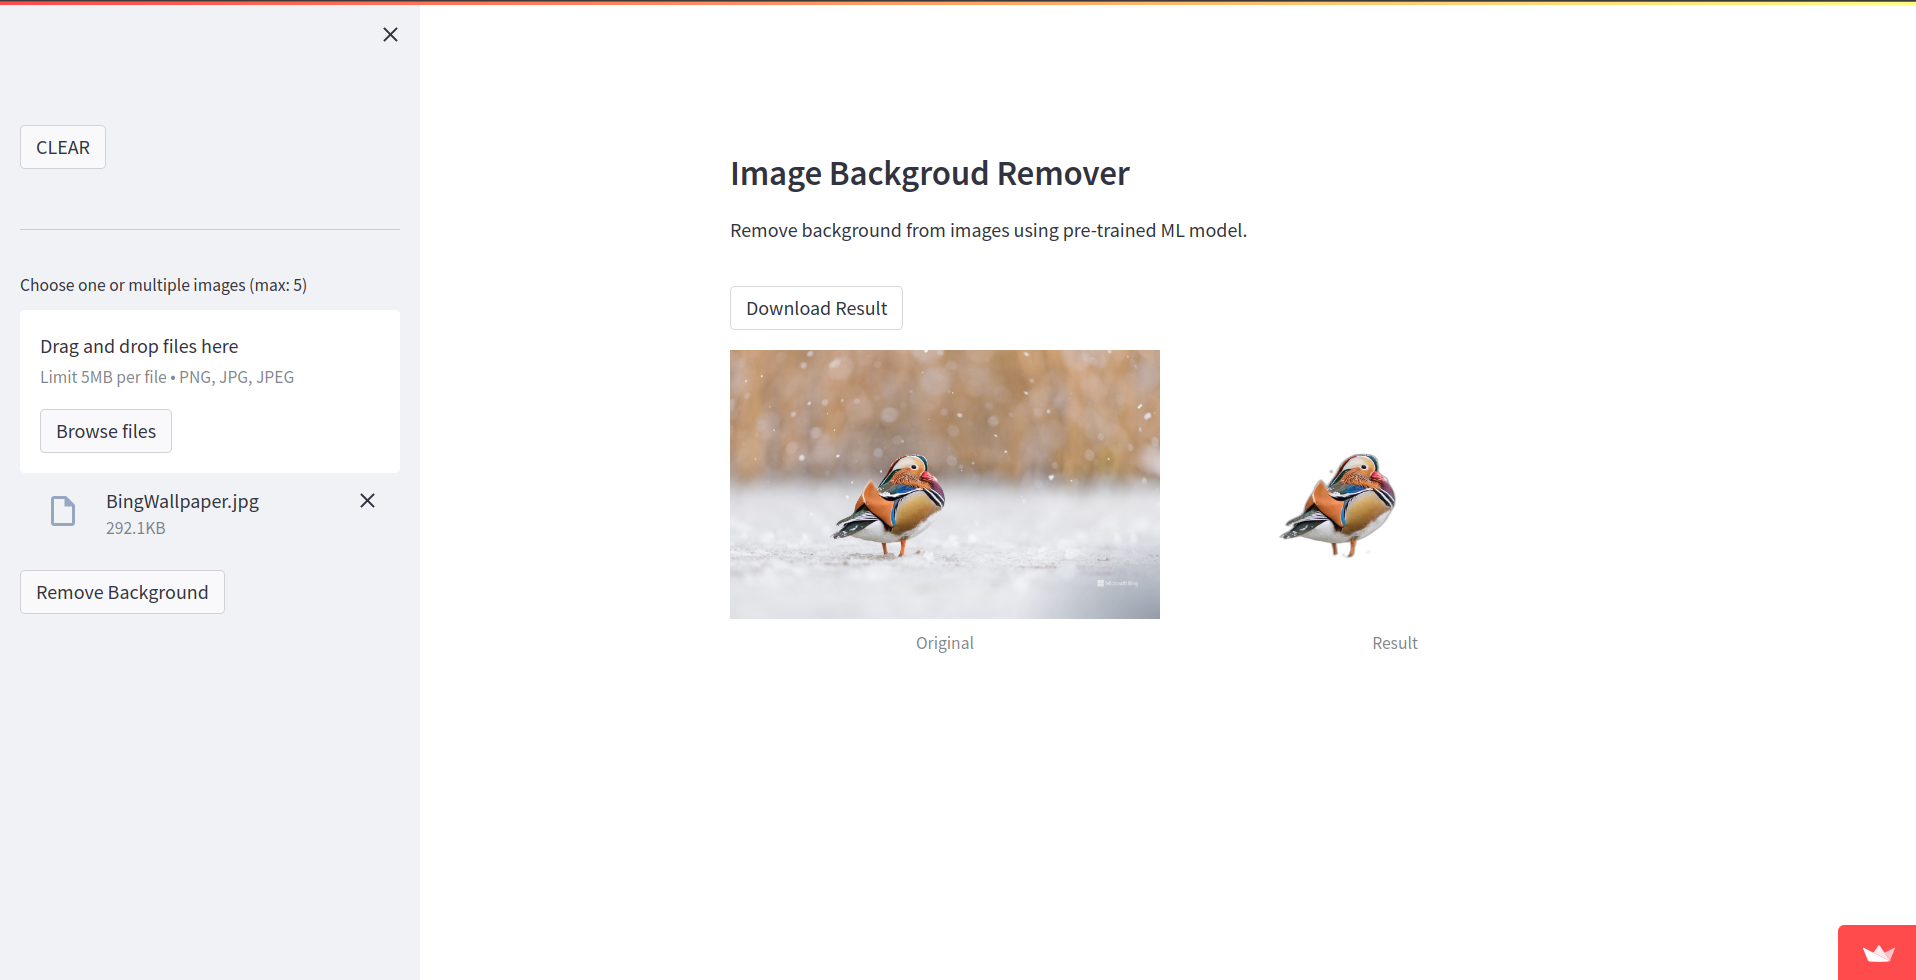 CLEAR
Choose one or multiple images (max: 5)
Drag and drop files here
Limit 5MB per file • PNG, JPG, JPEG
Browse files
BingWallpaper.jpg
292.1KB
Remove Background
Image Backgroud Remover
Remove background from images using pre-trained ML model.
Download Result
Microsoft Bing
Original
Result